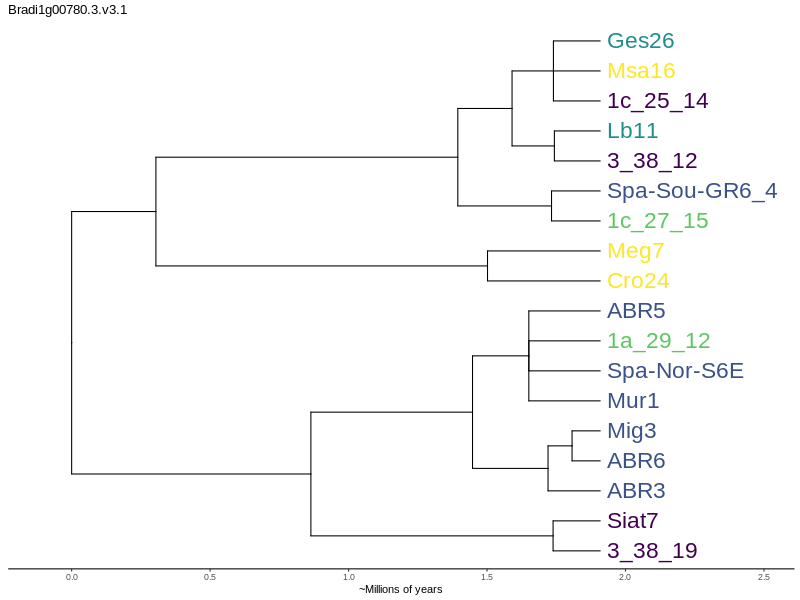 Bradi1g00780.3.v3.1
Ges26
Msa16
1c_25_14
Lb11
3_38_12
Spa-Sou-GR6_4
1c_27_15
Meg7
Cro24
ABR5
1a_29_12
Spa-Nor-S6E
Mur1
Mig3
ABR6
ABR3
Siat7
3_38_19
0.0 0.5 1.0 1.5 2.0 2.5
~Millions of years